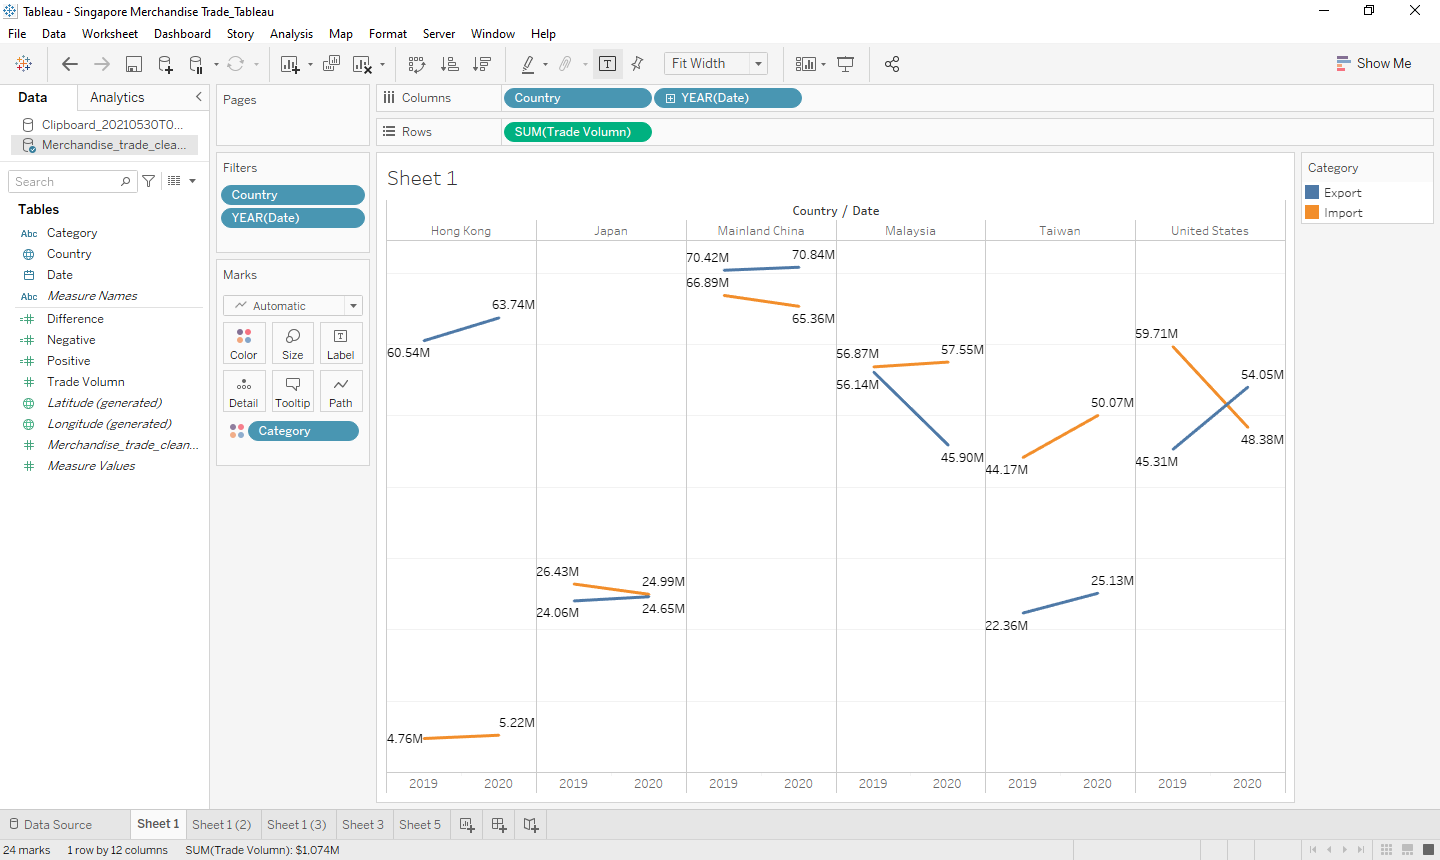 Tableau - Singapore Merchandise Trade_Tableau
File Data Worksheet Dashboard Story Analysis Map Format Server Window Help
Fit Width
Show Me
Data Analytics
Clipboard_20210530T0...
Merchandise_trade_clea...
Search
Tables
Abc Category
Country
Date
Abc Measure Names
Difference
Negative
Positive
Trade Volumn
Latitude (generated)
Longitude (generated)
Merchandise_trade_clean...
Measure Values
Pages
Filters
Country
YEAR(Date)
Marks
Automatic
Color Size Label
Detail Tooltip Path
Category
Columns Country YEAR(Date)
Rows SUM(Trade Volumn)
Sheet 1
Country / Date
Hong Kong Japan Mainland China Malaysia Taiwan United States
63.74M
60.54M
4.76M
5.22M
26.43M
24.99M
24.06M
24.65M
70.42M
70.84M
66.89M
65.36M
56.87M
57.55M
56.14M
45.90M
50.07M
44.17M
25.13M
22.36M
59.71M
54.05M
45.31M
48.38M
2019 2020 2019 2020 2019 2020 2019 2020 2019 2020 2019 2020
Category
Export
Import
Data Source Sheet 1 Sheet 1 (2) Sheet 1 (3) Sheet 3 Sheet 5
24 marks 1 row by 12 columns SUM(Trade Volumn): $1,074M